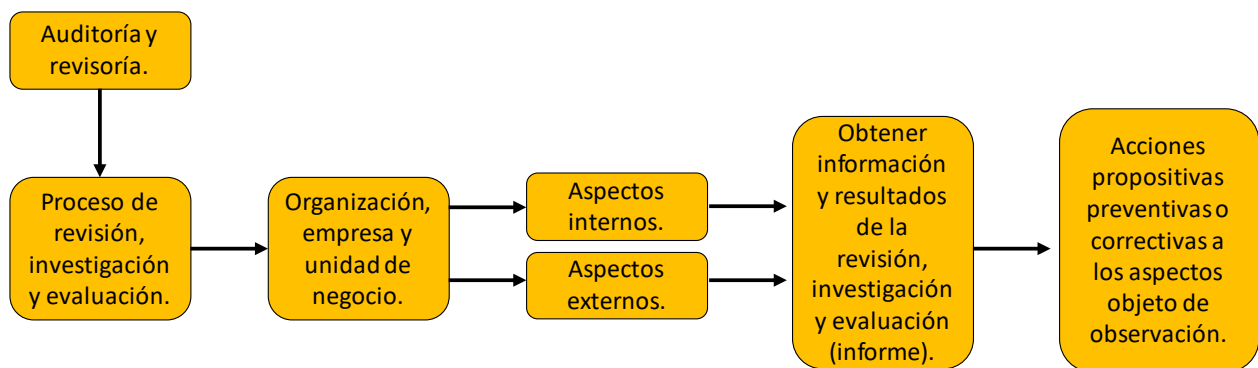 Auditoría y
revisoría.
Proceso de
revisión,
investigación
y evaluación.
Organización,
empresa y
unidad de
negocio.
Aspectos
internos.
Aspectos
externos.
Obtener
información
y resultados
de la
revisión,
investigación
y evaluación
(informe).
Acciones
propositivas
preventivas o
correctivas a
los aspectos
objeto de
observación.